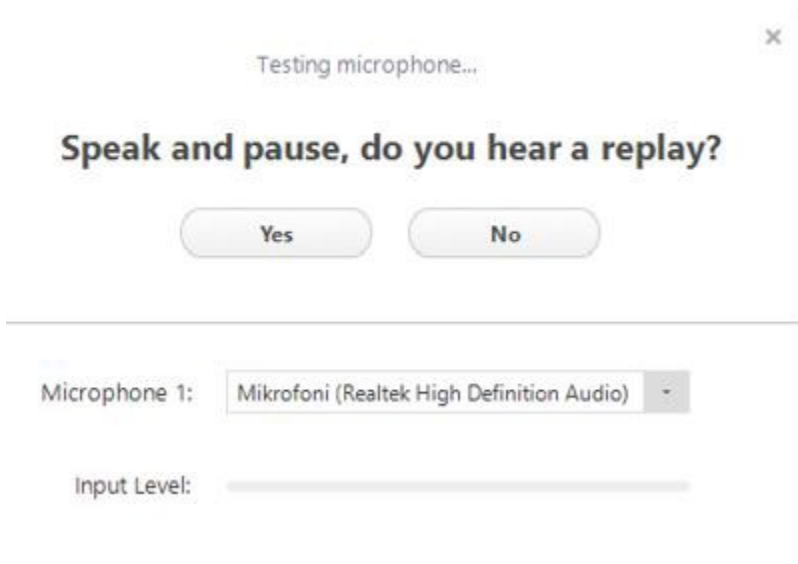 Testing microphone...
Speak and pause, do you hear a replay?
Yes No
Microphone 1: Mikrofoni (Realtek High Definition Audio)
Input Level: